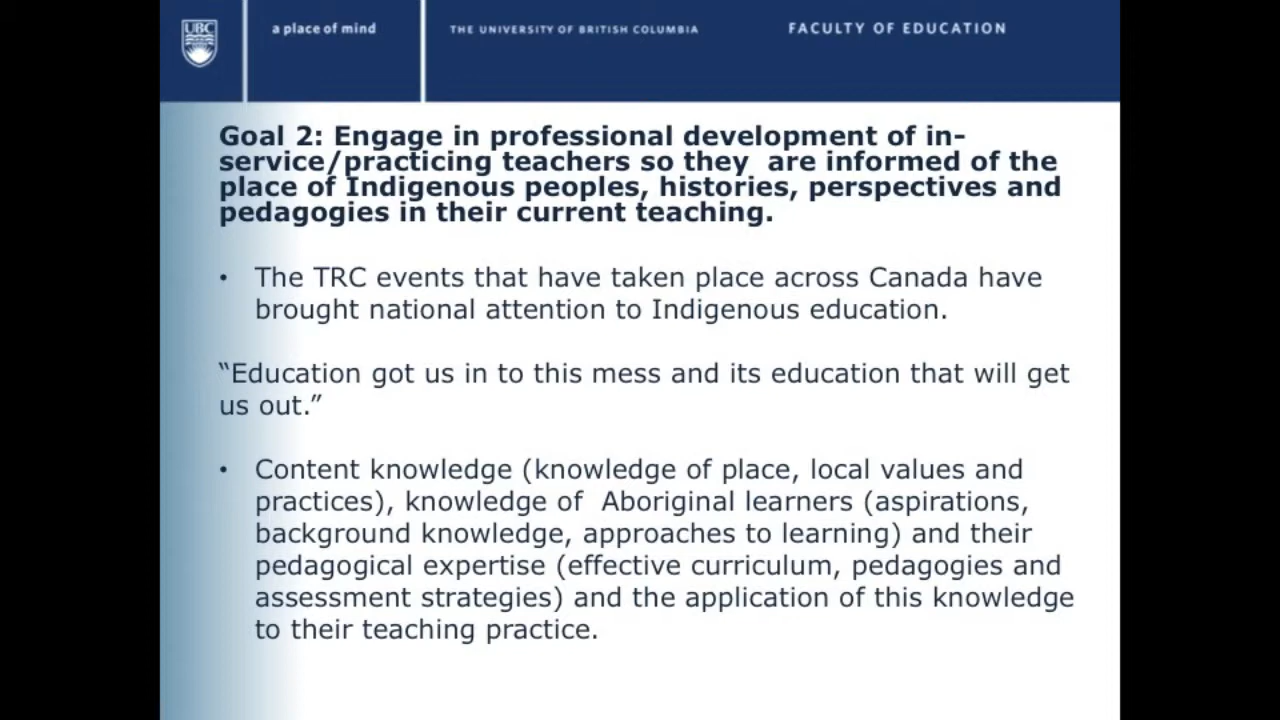 UBC
a place of mind
THE UNIVERSITY OF BRITISH COLUMBIA
FACULTY OF EDUCATION
Goal 2: Engage in professional development of in-
service/practicing teachers so they  are informed of the
place of Indigenous peoples, histories, perspectives and
pedagogies in their current teaching.
• The TRC events that have taken place across Canada have
brought national attention to Indigenous education.
“Education got us in to this mess and its education that will get
us out.”
• Content knowledge (knowledge of place, local values and
practices), knowledge of  Aboriginal learners (aspirations,
background knowledge, approaches to learning) and their
pedagogical expertise (effective curriculum, pedagogies and
assessment strategies) and the application of this knowledge
to their teaching practice.